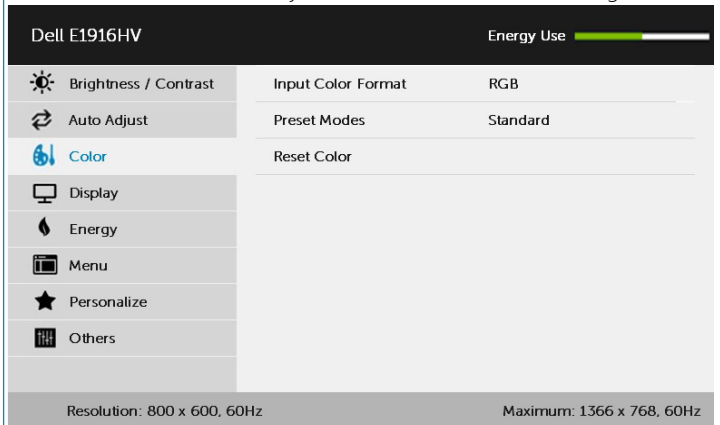 Dell E1916HV Energy Use
Brightness / Contrast Input Color Format RGB
Auto Adjust Preset Modes Standard
Color Reset Color
Display
Energy
Menu
Personalize
Others
Resolution: 800 x 600, 60Hz Maximum: 1366 x 768, 60Hz